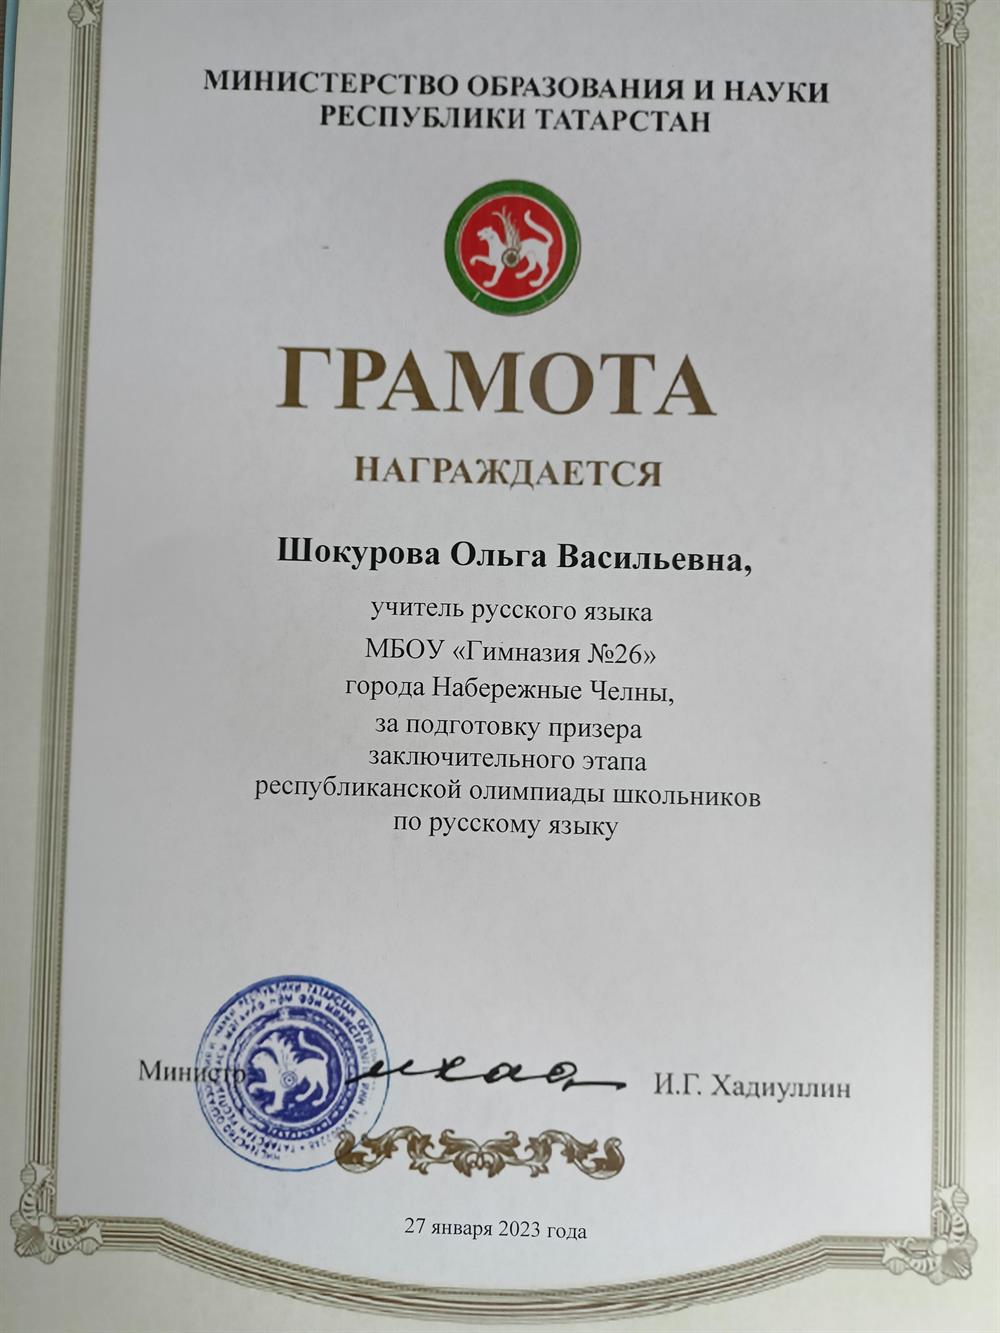 МИНИСТЕРСТВО ОБРАЗОВАНИЯ И НАУКИ
РЕСПУБЛИКИ ТАТАРСТАН
ГРАМОТА
НАГРАЖДАЕТСЯ
Шокурова Ольга Васильевна,
учитель русского языка
МБОУ «Гимназия №26»
города Набережные Челны,
за подготовку призера
заключительного этапа
республиканской олимпиады школьников
по русскому языку
Министр
И.Г. Хадиуллин
27 января 2023 года